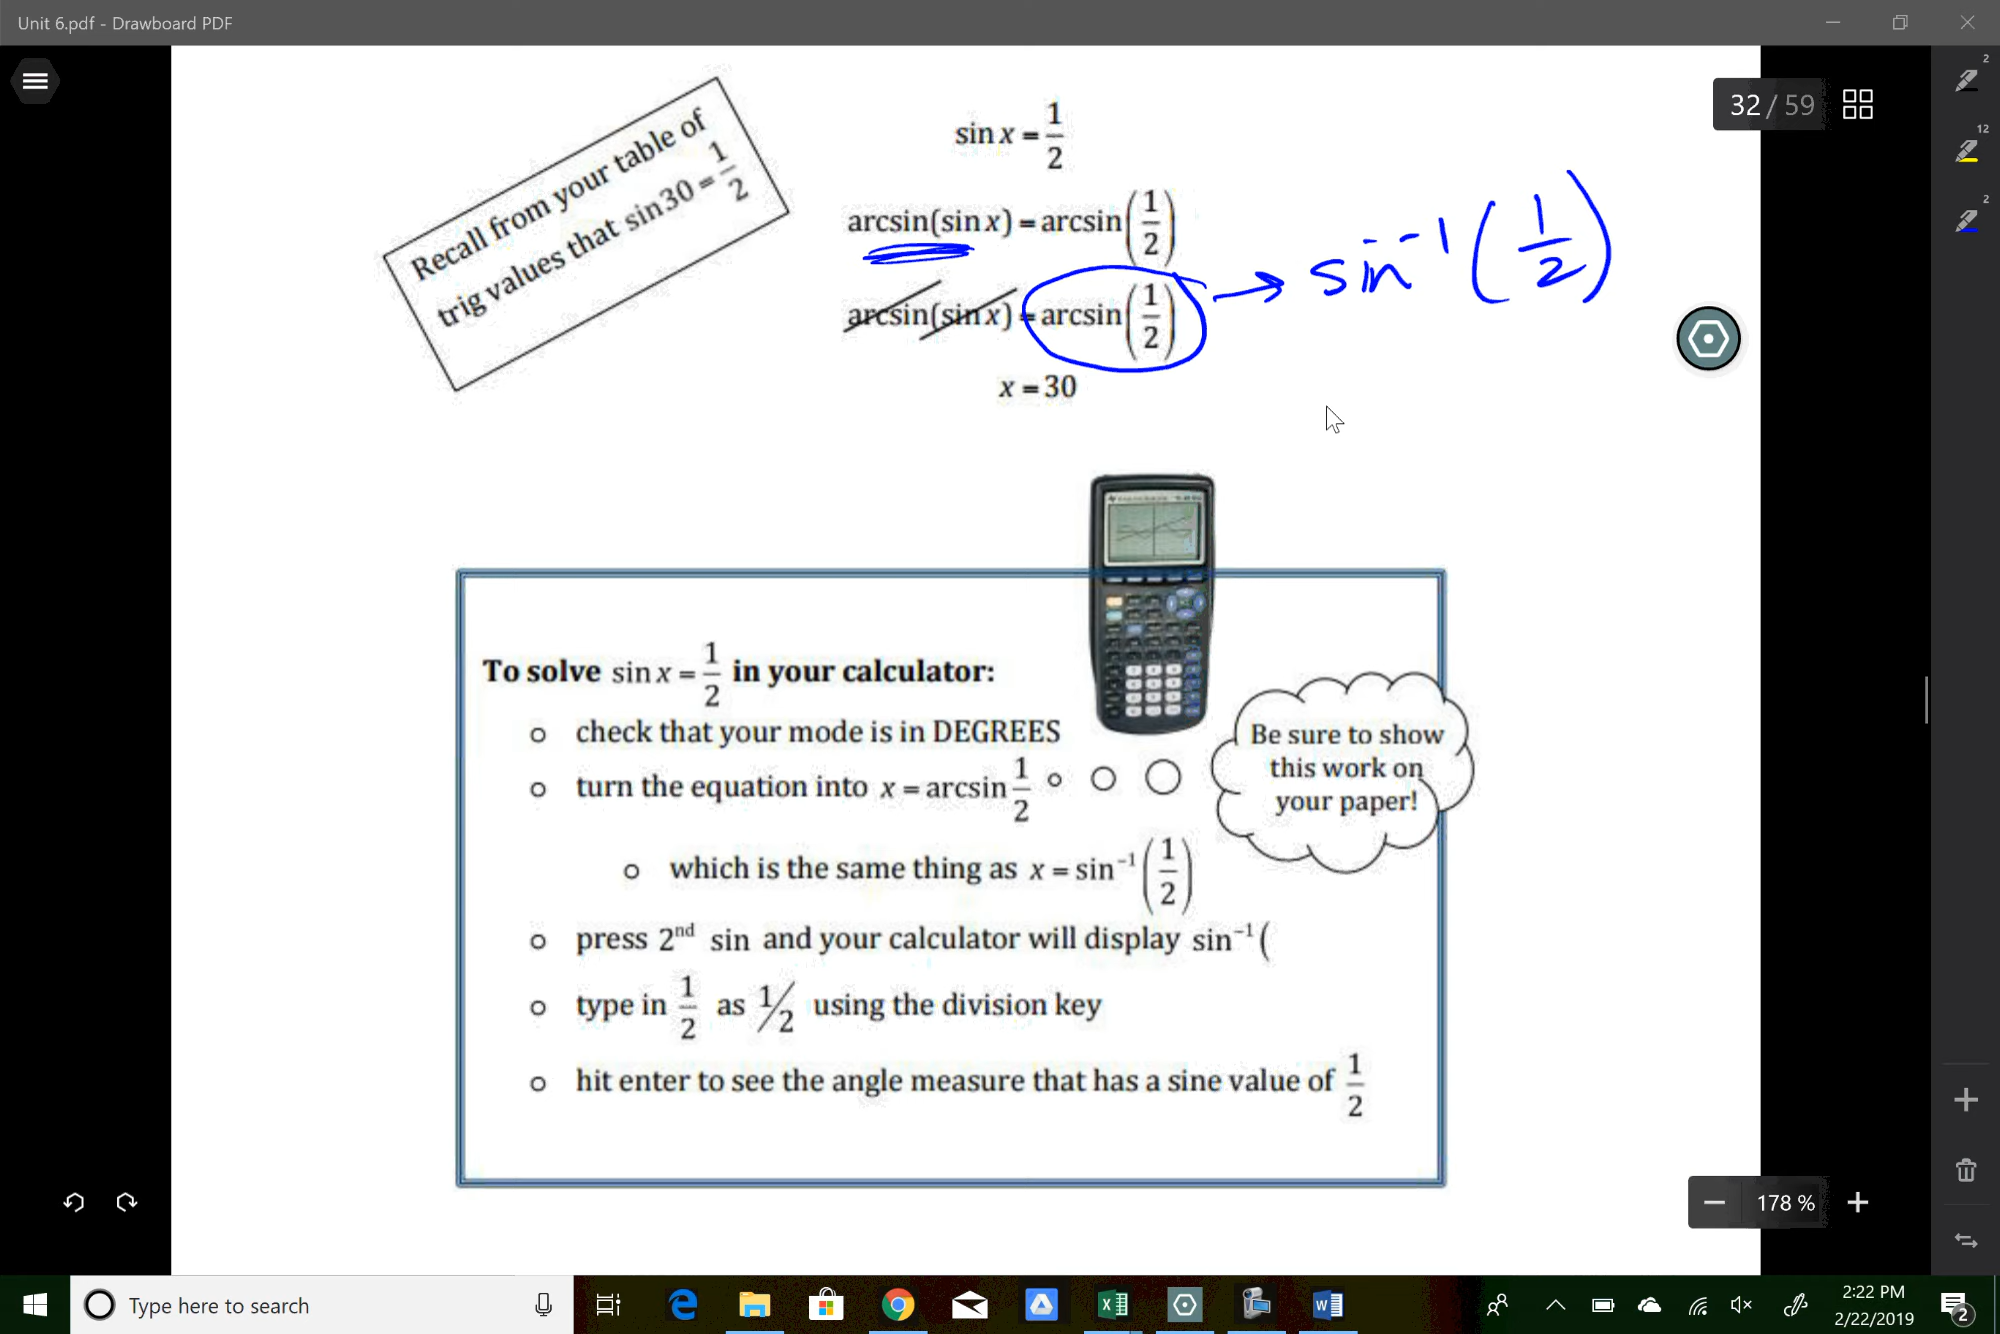 Unit 6.pdf - Drawboard PDF
32 / 59
2
12
2
Recall from your table of
trig values that sin30 = 1/2
sin x = 1/2
arcsin(sin x) = arcsin(1/2)
arcsin(sin x) = arcsin(1/2) → sin⁻¹(1/2)
x = 30
To solve sin x = 1/2 in your calculator:
o check that your mode is in DEGREES
o turn the equation into x = arcsin 1/2
Be sure to show
this work on
your paper!
o which is the same thing as x = sin⁻¹(1/2)
o press 2nd sin and your calculator will display sin⁻¹(
o type in 1/2 as 1/2 using the division key
o hit enter to see the angle measure that has a sine value of 1/2
178 %
Type here to search
2:22 PM
2/22/2019
2